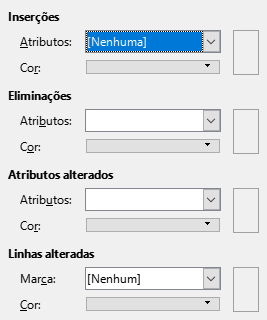 Inserções
Atributos: [Nenhuma]
Cor:
Eliminações
Atributos:
Cor:
Atributos alterados
Atributos:
Cor:
Linhas alteradas
Marca: [Nenhum]
Cor: